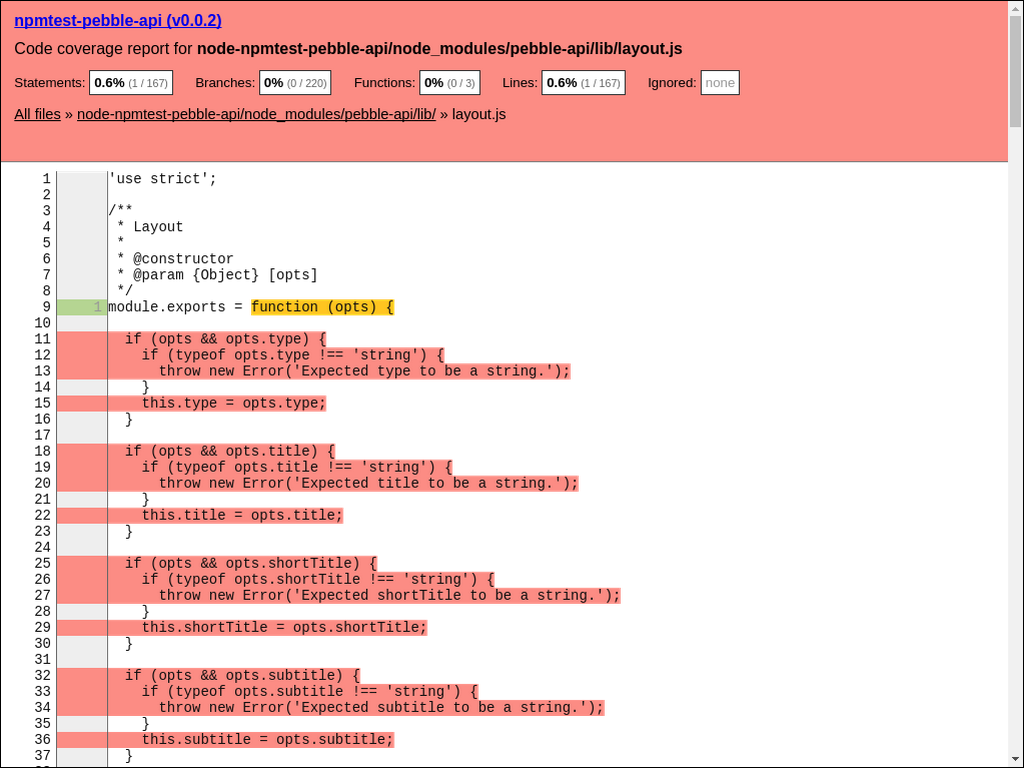 npmtest-pebble-api (v0.0.2)
Code coverage report for node-npmtest-pebble-api/node_modules/pebble-api/lib/layout.js
Statements: 0.6% (1 / 167) Branches: 0% (0 / 220) Functions: 0% (0 / 3) Lines: 0.6% (1 / 167) Ignored: none
All files » node-npmtest-pebble-api/node_modules/pebble-api/lib/ » layout.js
1 'use strict';
2
3 /**
4  * Layout
5  *
6  * @constructor
7  * @param {Object} [opts]
8  */
9 1 module.exports = function (opts) {
10
11   if (opts && opts.type) {
12     if (typeof opts.type !== 'string') {
13       throw new Error('Expected type to be a string.');
14     }
15     this.type = opts.type;
16   }
17
18   if (opts && opts.title) {
19     if (typeof opts.title !== 'string') {
20       throw new Error('Expected title to be a string.');
21     }
22     this.title = opts.title;
23   }
24
25   if (opts && opts.shortTitle) {
26     if (typeof opts.shortTitle !== 'string') {
27       throw new Error('Expected shortTitle to be a string.');
28     }
29     this.shortTitle = opts.shortTitle;
30   }
31
32   if (opts && opts.subtitle) {
33     if (typeof opts.subtitle !== 'string') {
34       throw new Error('Expected subtitle to be a string.');
35     }
36     this.subtitle = opts.subtitle;
37   }